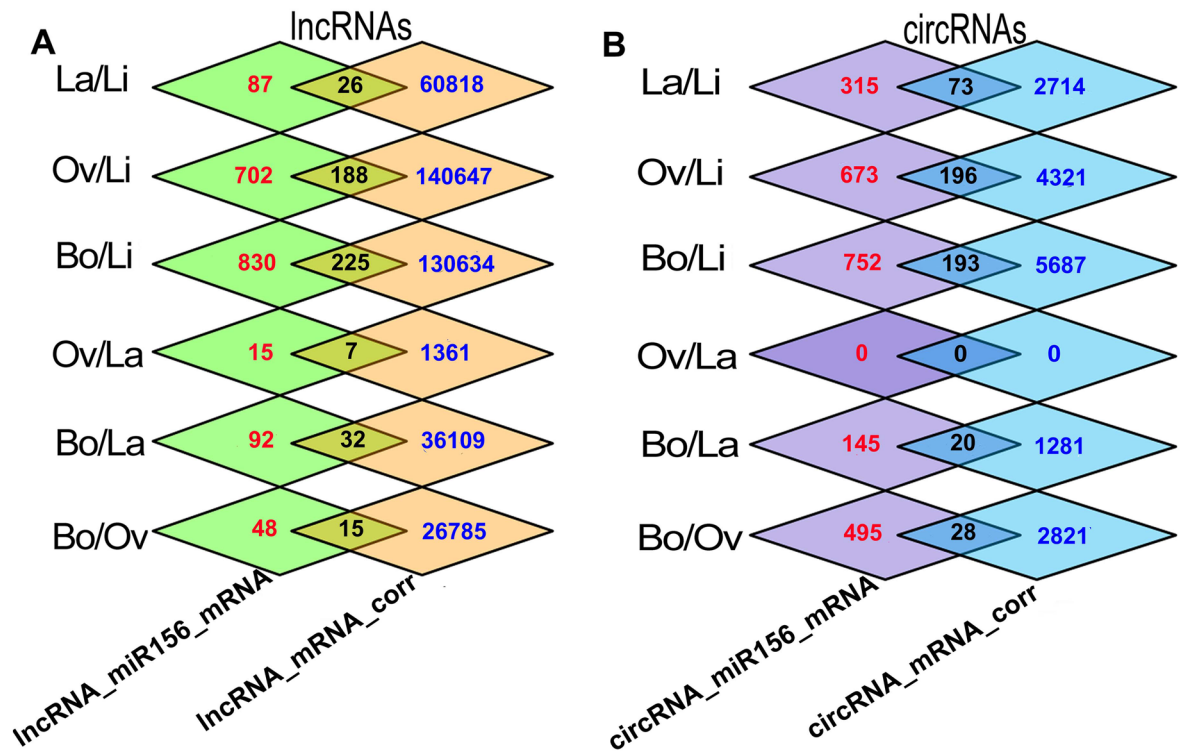 A
lncRNAs
La/Li 87 26 60818
Ov/Li 702 188 140647
Bo/Li 830 225 130634
Ov/La 15 7 1361
Bo/La 92 32 36109
Bo/Ov 48 15 26785
lncRNA_miR156_mRNA
lncRNA_mRNA_corr
B
circRNAs
La/Li 315 73 2714
Ov/Li 673 196 4321
Bo/Li 752 193 5687
Ov/La 0 0 0
Bo/La 145 20 1281
Bo/Ov 495 28 2821
circRNA_miR156_mRNA
circRNA_mRNA_corr